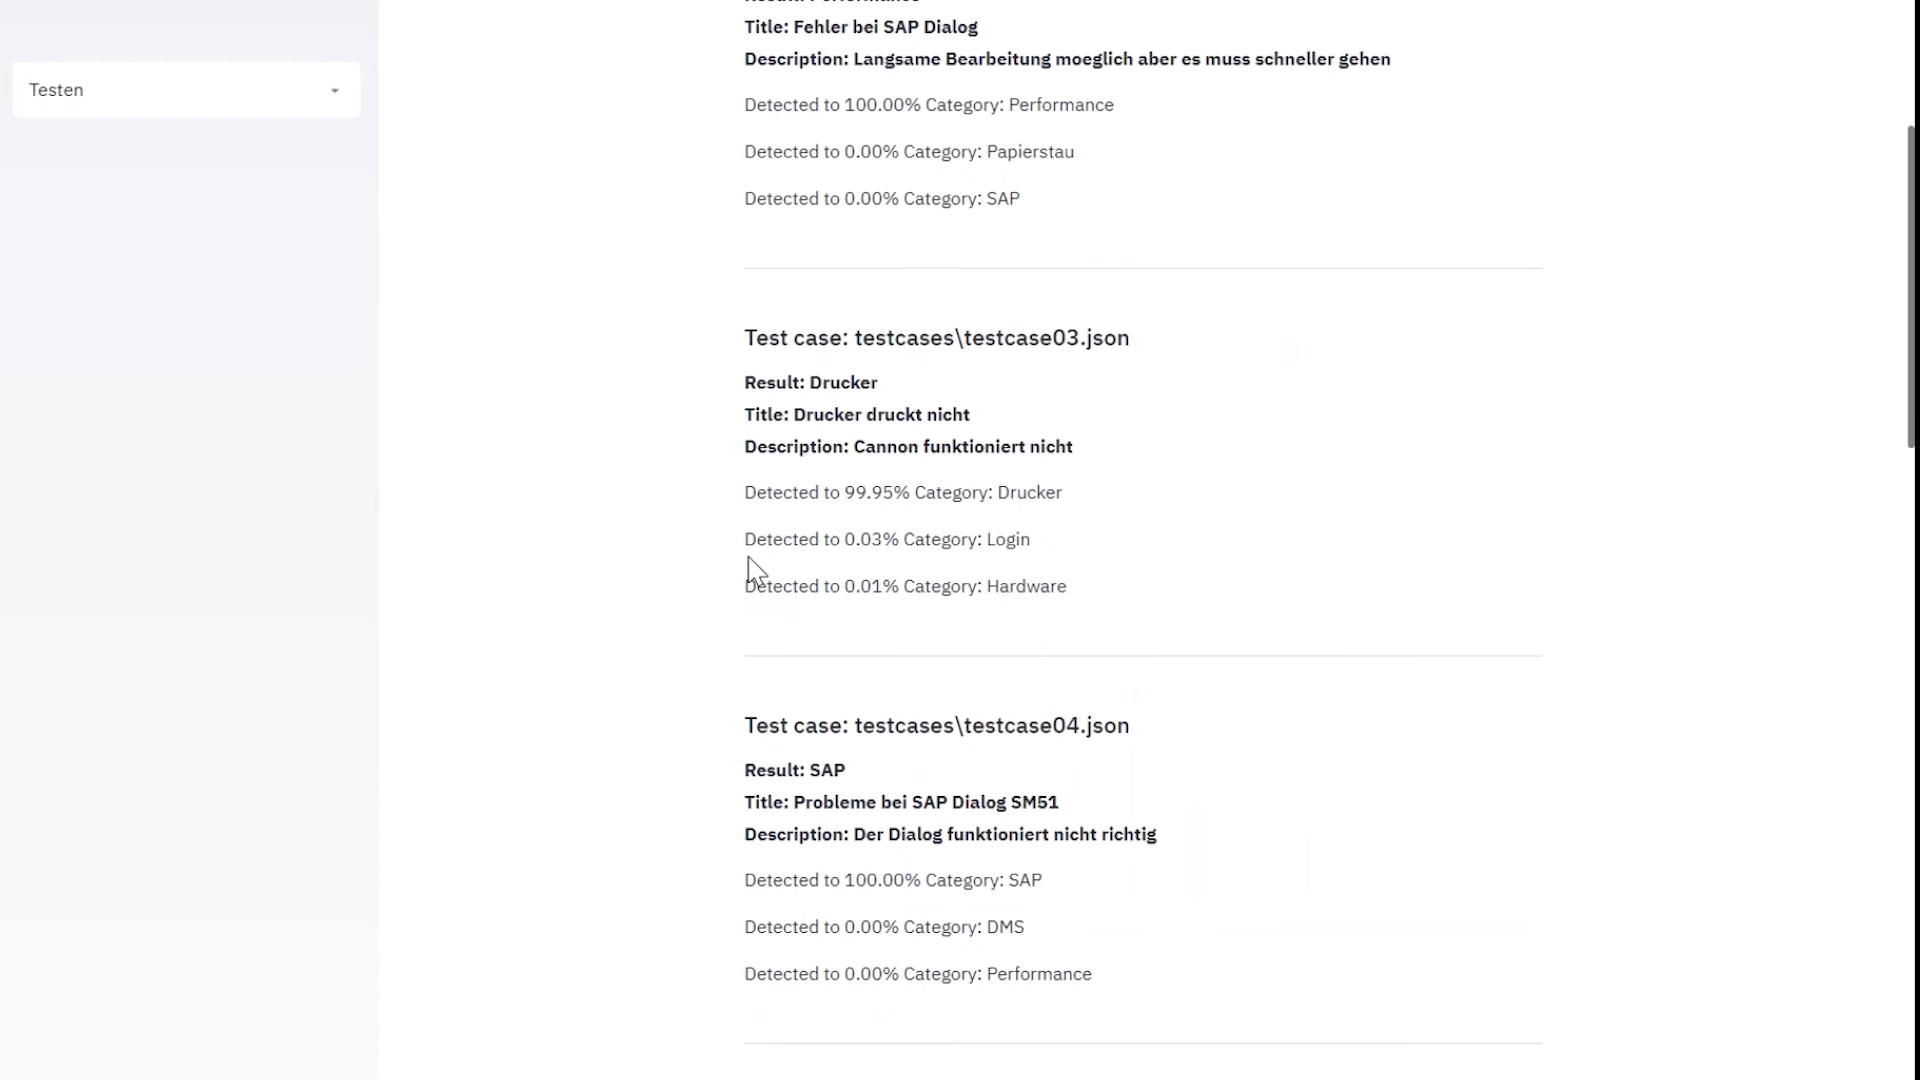 Testen
Title: Fehler bei SAP Dialog
Description: Langsame Bearbeitung moeglich aber es muss schneller gehen
Detected to 100.00% Category: Performance
Detected to 0.00% Category: Papierstau
Detected to 0.00% Category: SAP
Test case: testcases\testcase03.json
Result: Drucker
Title: Drucker druckt nicht
Description: Cannon funktioniert nicht
Detected to 99.95% Category: Drucker
Detected to 0.03% Category: Login
Detected to 0.01% Category: Hardware
Test case: testcases\testcase04.json
Result: SAP
Title: Probleme bei SAP Dialog SM51
Description: Der Dialog funktioniert nicht richtig
Detected to 100.00% Category: SAP
Detected to 0.00% Category: DMS
Detected to 0.00% Category: Performance